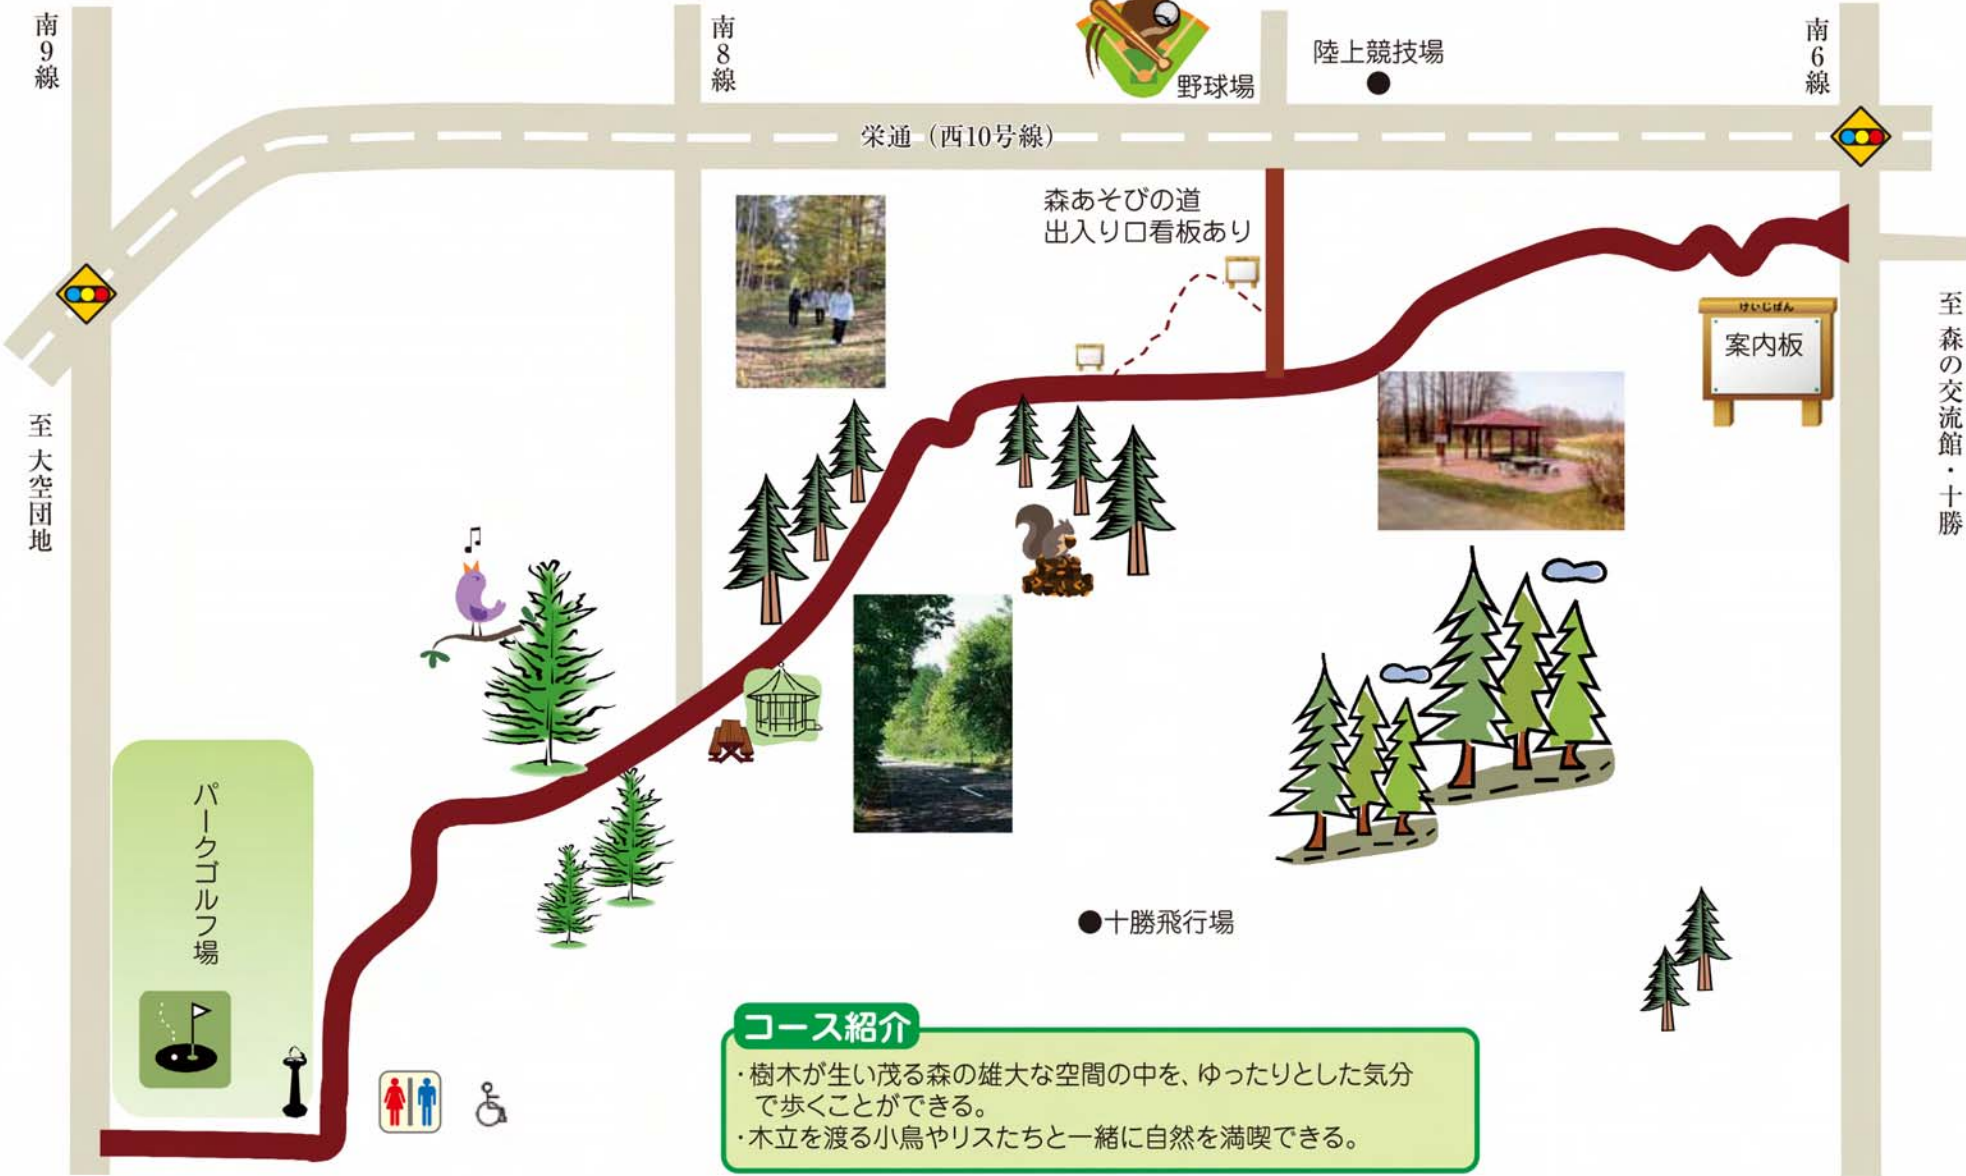 南9線
南8線
野球場
陸上競技場
南6線
栄通（西10号線）
森あそびの道
出入り口看板あり
けいじばん
案内板
至 森の交流館・十勝
至 大空団地
パークゴルフ場
●十勝飛行場
コース紹介
・樹木が生い茂る森の雄大な空間の中を、ゆったりとした気分
で歩くことができる。
・木立を渡る小鳥やリスたちと一緒に自然を満喫できる。